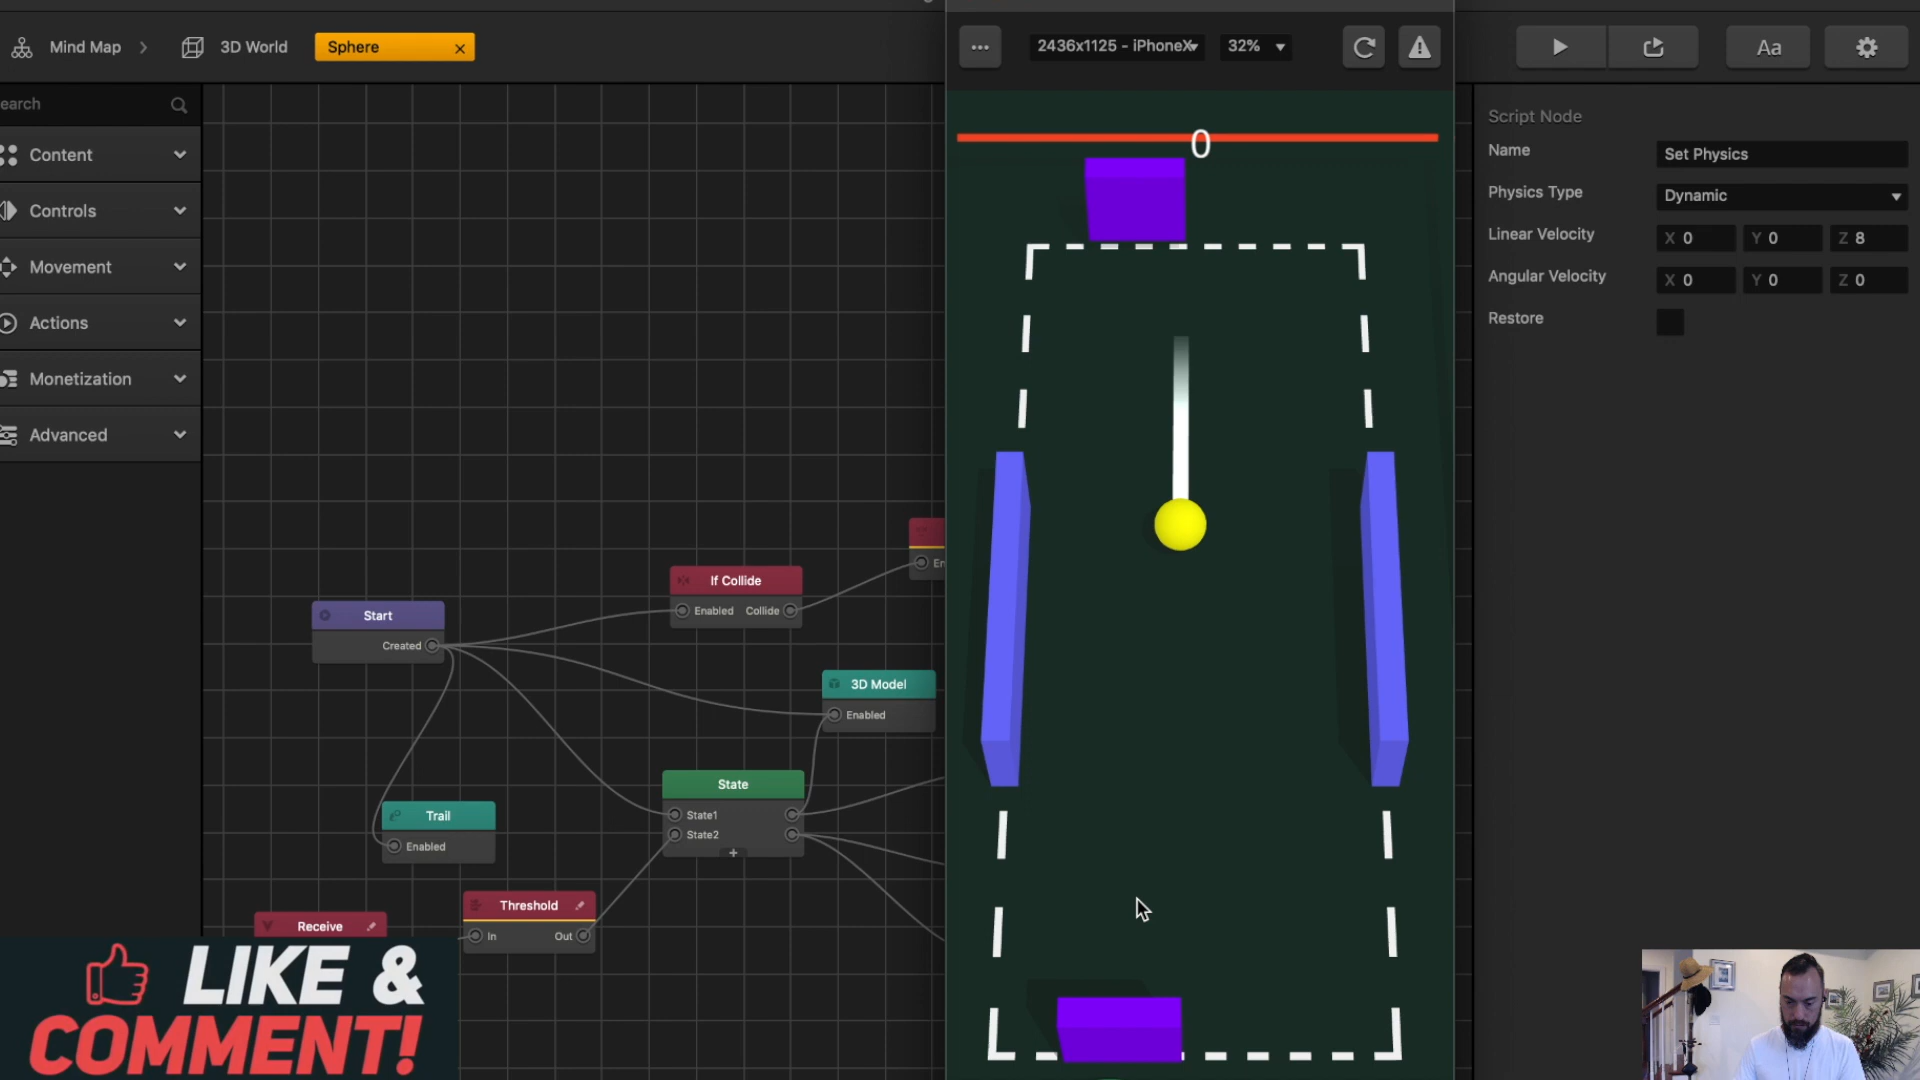 Mind Map
3D World
Sphere
2436x1125 - iPhoneX
32%
Aa
earch
Content
Controls
Movement
Actions
Monetization
Advanced
0
Script Node
Name
Set Physics
Physics Type
Dynamic
Linear Velocity
X 0
Y 0
Z 8
Angular Velocity
X 0
Y 0
Z 0
Restore
If Collide
Enabled
Collide
En
Start
Created
3D Model
Enabled
State
State1
State2
Trail
Enabled
Threshold
In
Out
Receive
LIKE &
COMMENT!